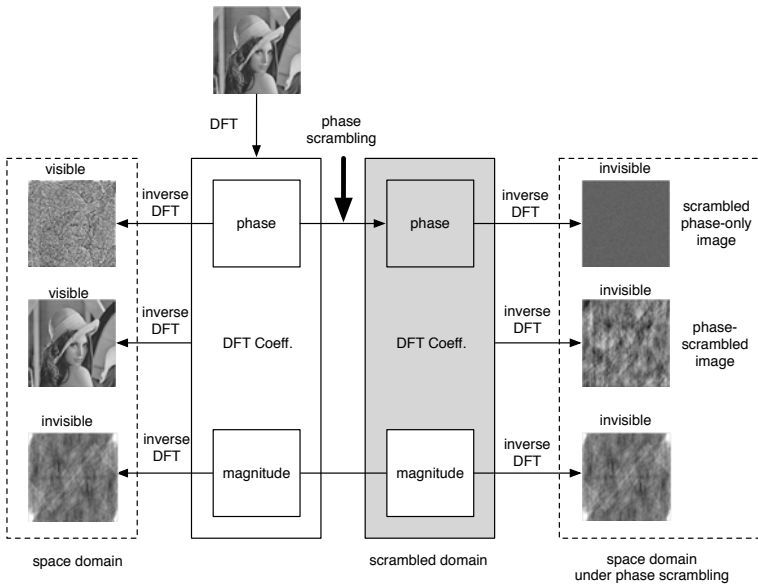 DFT
phase
scrambling
visible
inverse
DFT
phase
phase
inverse
DFT
invisible
scrambled
phase-only
image
visible
inverse
DFT
DFT Coeff.
DFT Coeff.
inverse
DFT
invisible
phase-
scrambled
image
invisible
inverse
DFT
magnitude
magnitude
inverse
DFT
invisible
space domain
scrambled domain
space domain
under phase scrambling